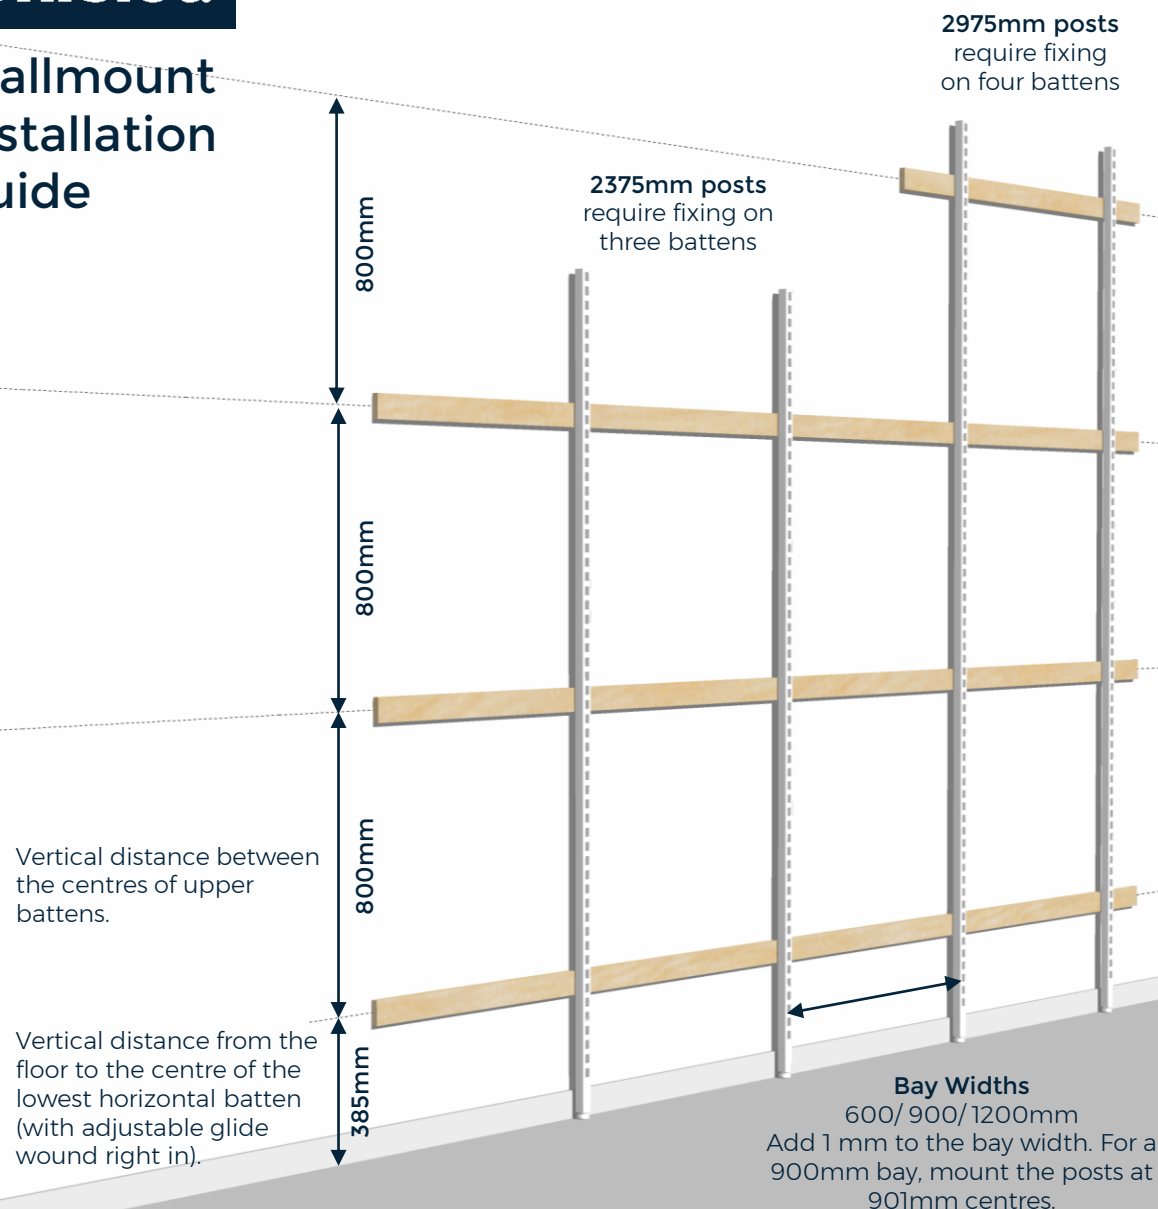 allmount
stallation
uide
2975mm posts
require fixing
on four battens
2375mm posts
require fixing on
three battens
800mm
800mm
800mm
Vertical distance between
the centres of upper
battens.
Vertical distance from the
floor to the centre of the
lowest horizontal batten
(with adjustable glide
wound right in).
385mm
Bay Widths
600/ 900/ 1200mm
Add 1 mm to the bay width. For a
900mm bay, mount the posts at
901mm centres.